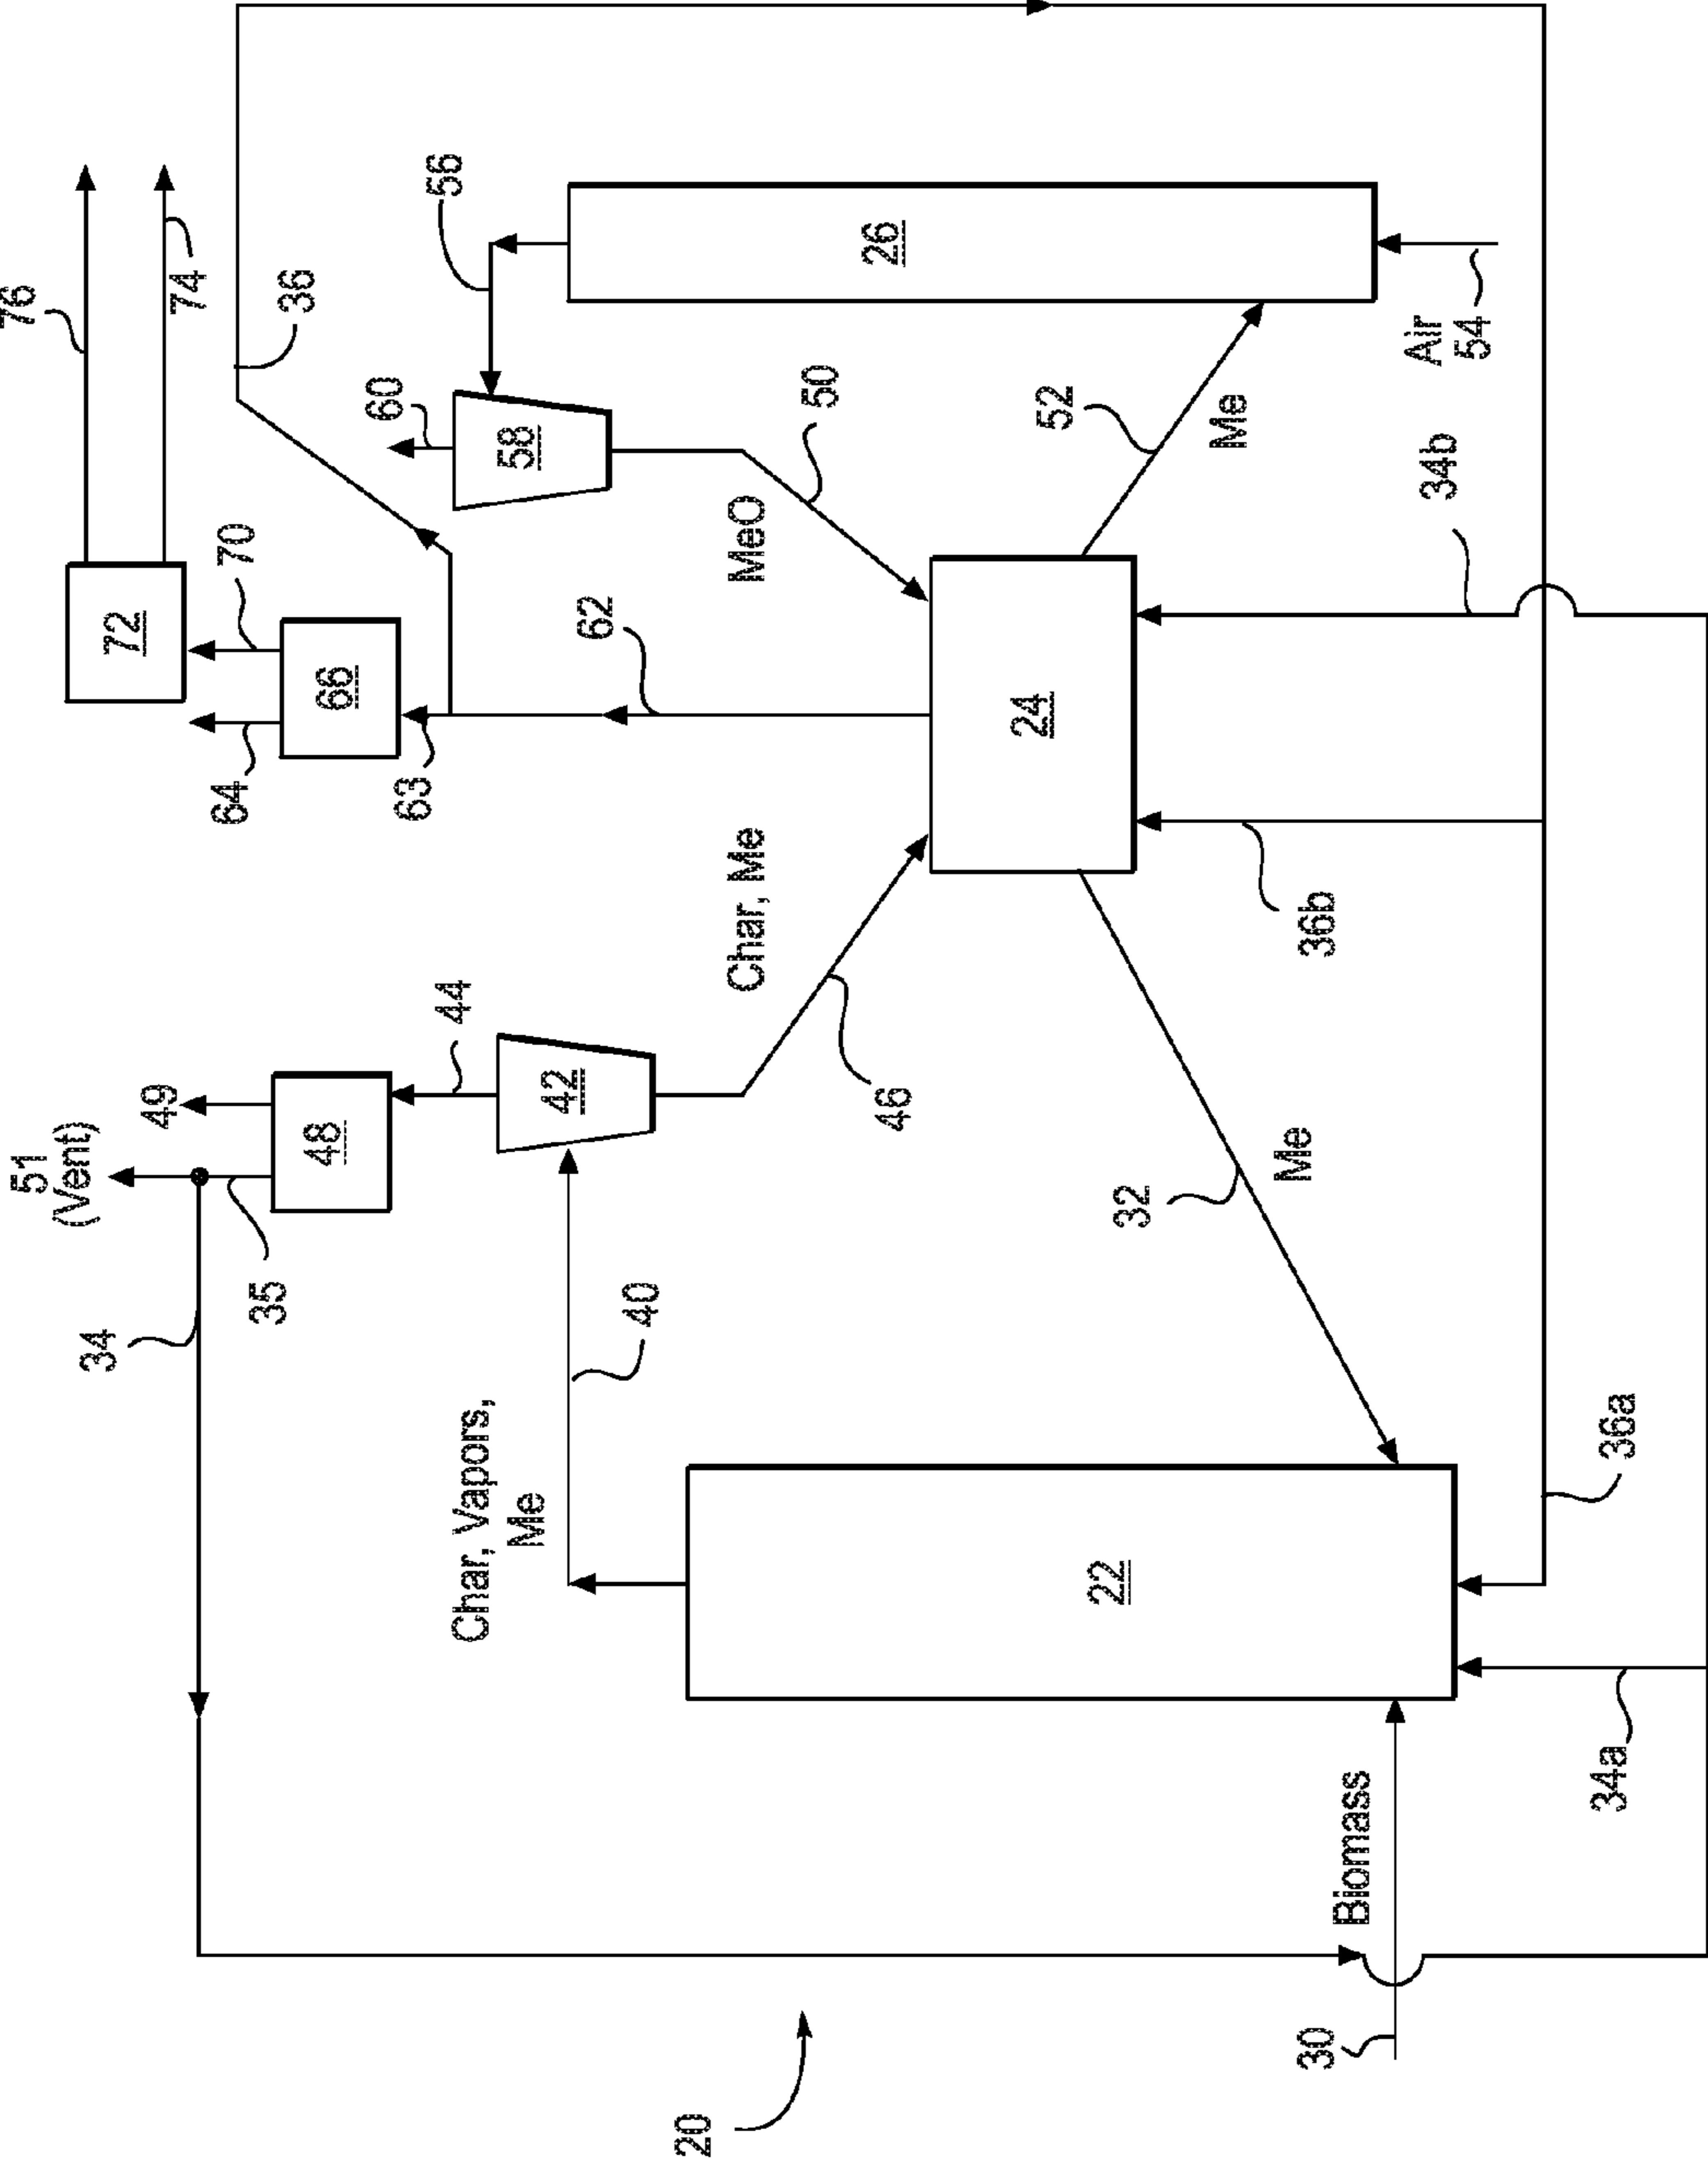 76
74
36
56
72
70
60
58
50
26
64
66
63
62
MeO
52
Me
Air
54
34b
51
(Vent)
49
44
48
42
Char, Me
24
46
36b
34
35
40
32
Me
Char, Vapors,
Me
22
36a
34a
Biomass
30
20